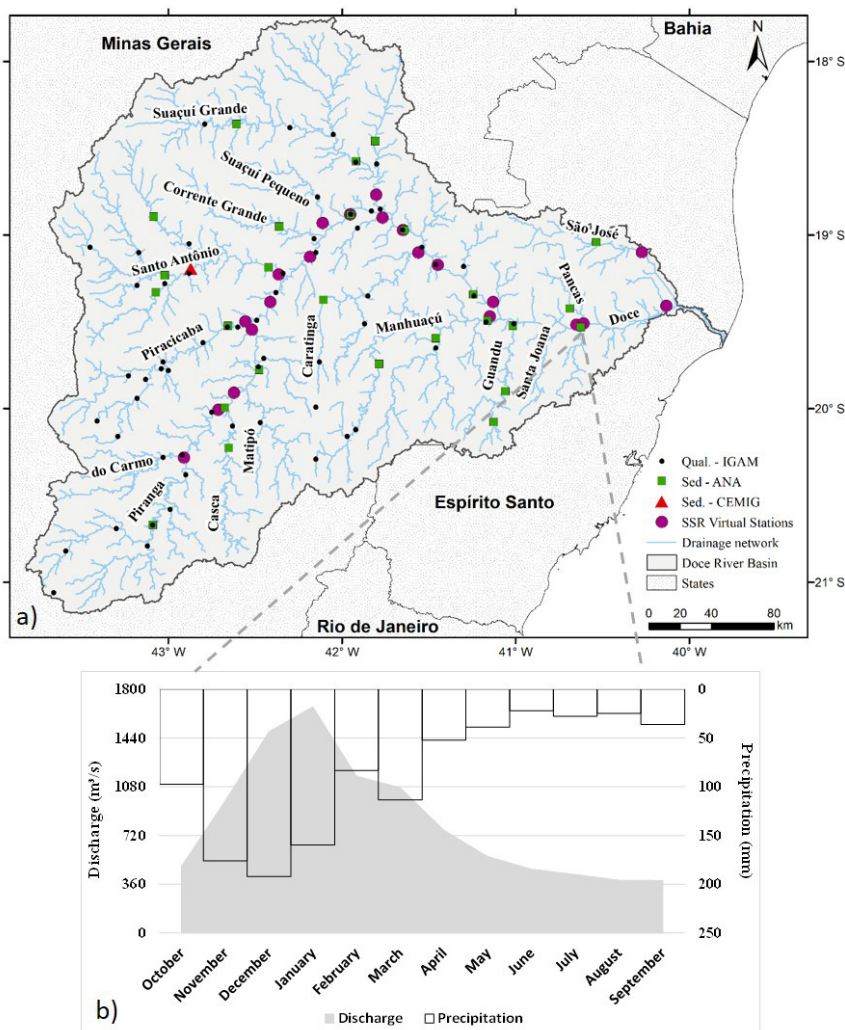 Minas Gerais
Bahia
N
18° S
Suaçuí Grande
Suaçuí Pequeno
Corrente Grande
São José
19° S
Santo Antônio
Pancas
Doce
Piracicaba
Caratinga
Manhuaçú
Guandu
Santa Joana
20° S
Matipó
do Carmo
Casca
Piranga
Espírito Santo
Qual. - IGAM
Sed - ANA
Sed. - CEMIG
SSR Virtual Stations
Drainage network
Doce River Basin
States
21° S
0 20 40 80
km
a)
Rio de Janeiro
43° W 42° W 41° W 40° W
1800 0
1440 50
1080 100
720 150
360 200
0 250
Discharge (m³/s)
Precipitation (mm)
October November December January February March April May June July August September
b)
Discharge Precipitation